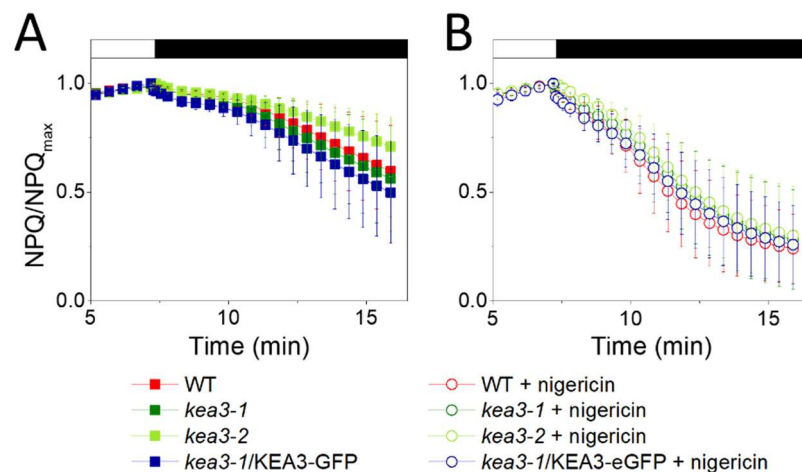 A
B
NPQ/NPQmax
1.0
0.5
0.0
5
10
15
Time (min)
1.0
0.5
0.0
5
10
15
Time (min)
WT
kea3-1
kea3-2
kea3-1/KEA3-GFP
WT + nigericin
kea3-1 + nigericin
kea3-2 + nigericin
kea3-1/KEA3-eGFP + nigericin